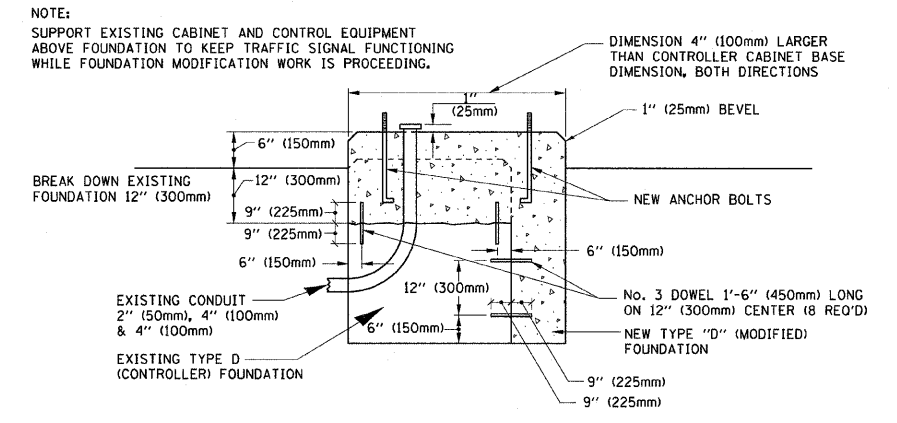 NOTE:
SUPPORT EXISTING CABINET AND CONTROL EQUIPMENT
ABOVE FOUNDATION TO KEEP TRAFFIC SIGNAL FUNCTIONING
WHILE FOUNDATION MODIFICATION WORK IS PROCEEDING.
DIMENSION 4" (100mm) LARGER
THAN CONTROLLER CABINET BASE
DIMENSION, BOTH DIRECTIONS
1"
(25mm)
1" (25mm) BEVEL
6" (150mm)
BREAK DOWN EXISTING
FOUNDATION 12" (300mm)
12" (300mm)
NEW ANCHOR BOLTS
9" (225mm)
9" (225mm)
6" (150mm)
6" (150mm)
12" (300mm)
EXISTING CONDUIT
2" (50mm), 4" (100mm)
& 4" (100mm)
No. 3 DOWEL 1'-6" (450mm) LONG
ON 12" (300mm) CENTER (8 REQ'D)
6" (150mm)
NEW TYPE "D" (MODIFIED)
FOUNDATION
EXISTING TYPE D
(CONTROLLER) FOUNDATION
9" (225mm)
9" (225mm)